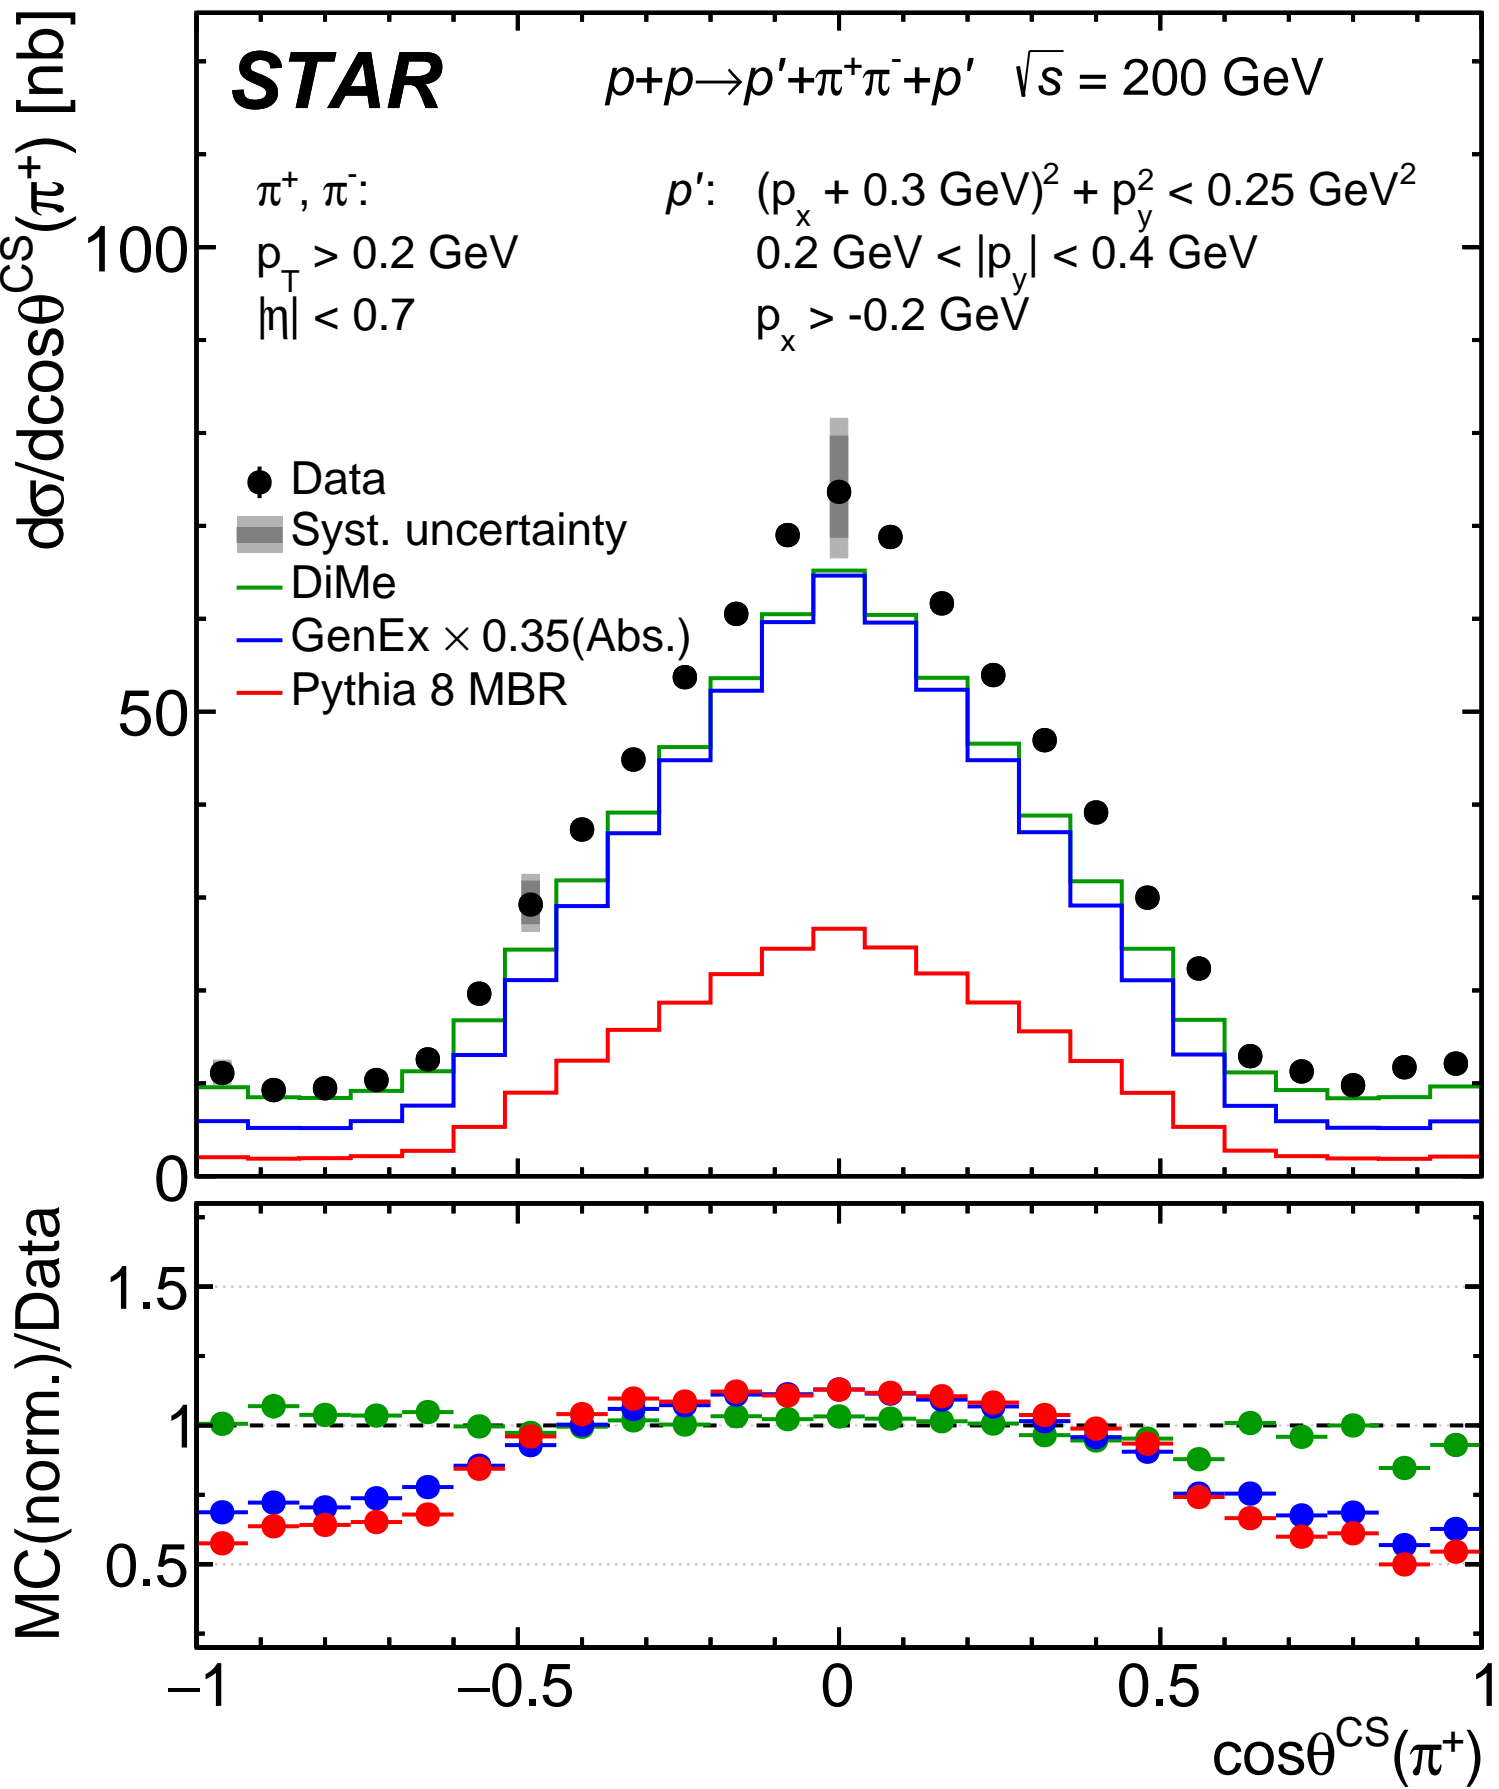 STAR
p+p→p′+π⁺π⁻+p′ √s = 200 GeV
π⁺, π⁻:
p_T > 0.2 GeV
|η| < 0.7
p′: (p_x + 0.3 GeV)² + p_y² < 0.25 GeV²
0.2 GeV < |p_y| < 0.4 GeV
p_x > -0.2 GeV
dσ/dcosθ^CS(π⁺) [nb]
100
50
0
Data
Syst. uncertainty
DiMe
GenEx × 0.35(Abs.)
Pythia 8 MBR
MC(norm.)/Data
1.5
1
0.5
−1
−0.5
0
0.5
1
cosθ^CS(π⁺)